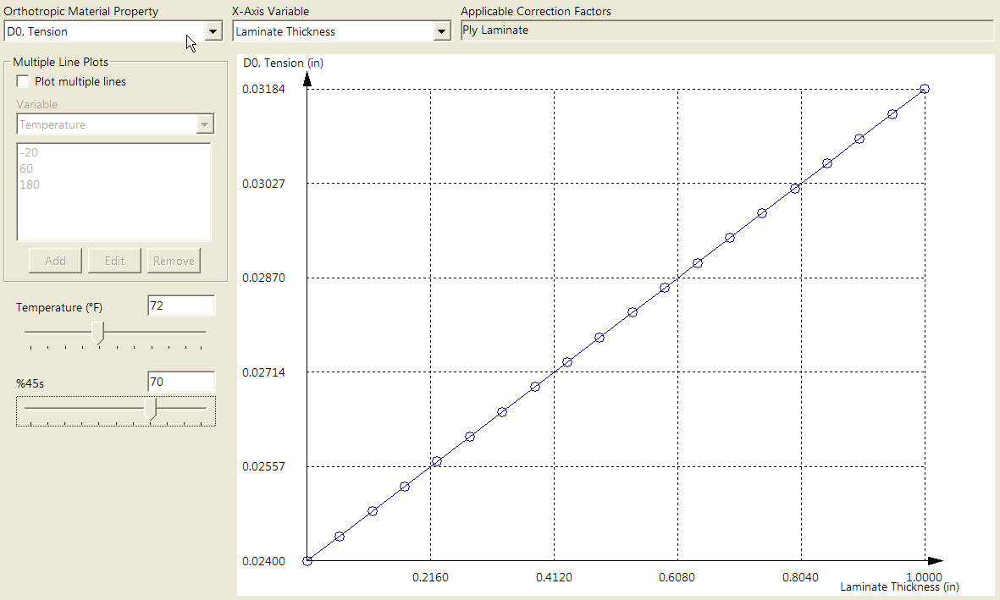 Orthotropic Material Property
D0, Tension
X-Axis Variable
Laminate Thickness
Applicable Correction Factors
Ply Laminate
Multiple Line Plots
Plot multiple lines
Variable
Temperature
-20
60
180
Add Edit Remove
Temperature (°F) 72
%45s 70
D0, Tension (in)
0.03184
0.03027
0.02870
0.02714
0.02557
0.02400
0.2160 0.4120 0.6080 0.8040 1.0000
Laminate Thickness (in)